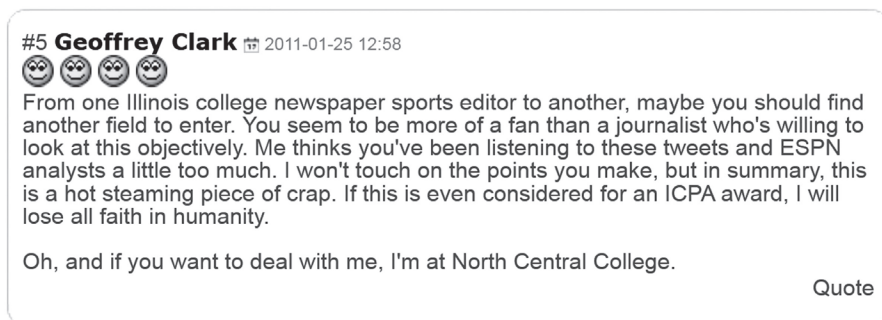 #5 Geoffrey Clark 2011-01-25 12:58
From one Illinois college newspaper sports editor to another, maybe you should find
another field to enter. You seem to be more of a fan than a journalist who's willing to
look at this objectively. Me thinks you've been listening to these tweets and ESPN
analysts a little too much. I won't touch on the points you make, but in summary, this
is a hot steaming piece of crap. If this is even considered for an ICPA award, I will
lose all faith in humanity.
Oh, and if you want to deal with me, I'm at North Central College.
Quote